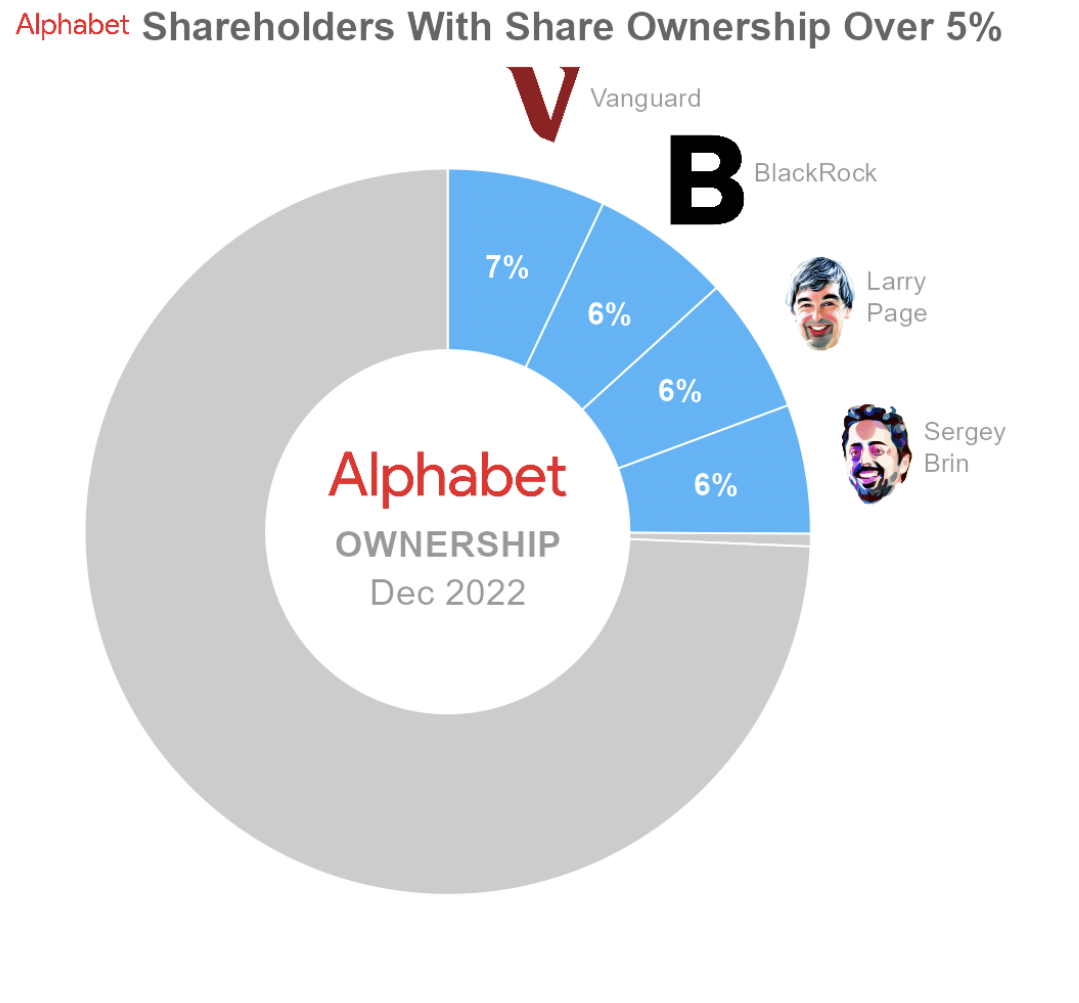 Alphabet Shareholders With Share Ownership Over 5%
V Vanguard
B BlackRock
7%
6%
Larry
Page
6%
Sergey
Brin
6%
Alphabet
OWNERSHIP
Dec 2022